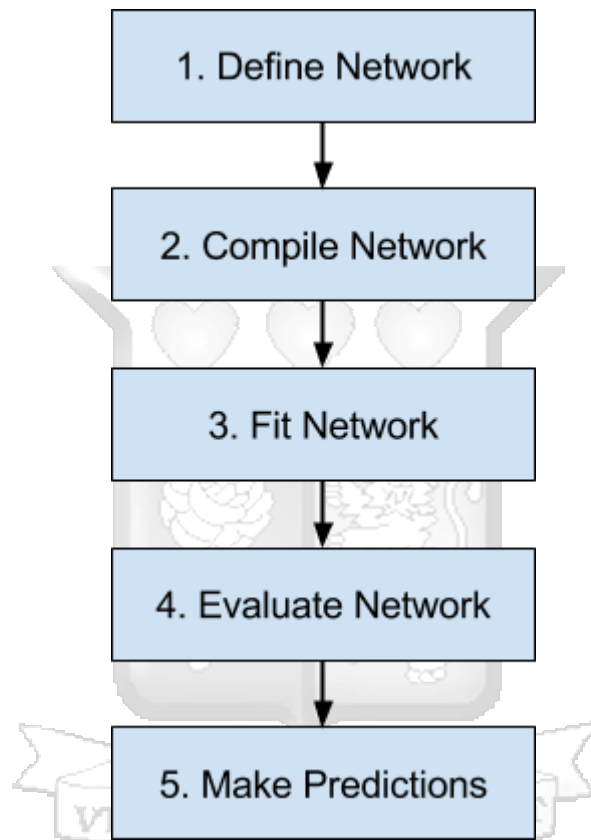 1. Define Network
2. Compile Network
3. Fit Network
4. Evaluate Network
5. Make Predictions